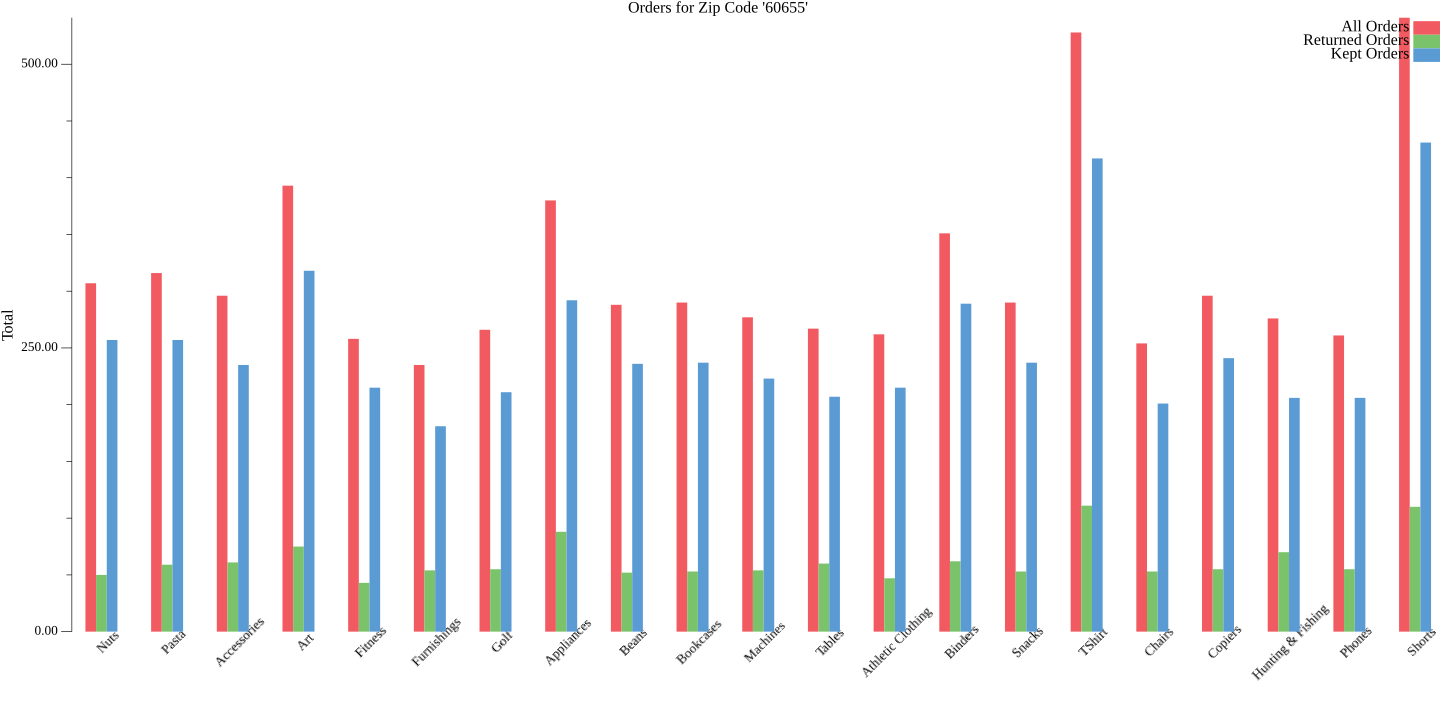 Orders for Zip Code '60655'
All Orders
Returned Orders
Kept Orders
500.00
250.00
0.00
Total
Nuts
Pasta
Accessories
Art
Fitness
Furnishings
Golf
Appliances
Beans
Bookcases
Machines
Tables
Athletic Clothing
Binders
Snacks
TShirt
Chairs
Copiers
Hunting & Fishing
Phones
Shorts